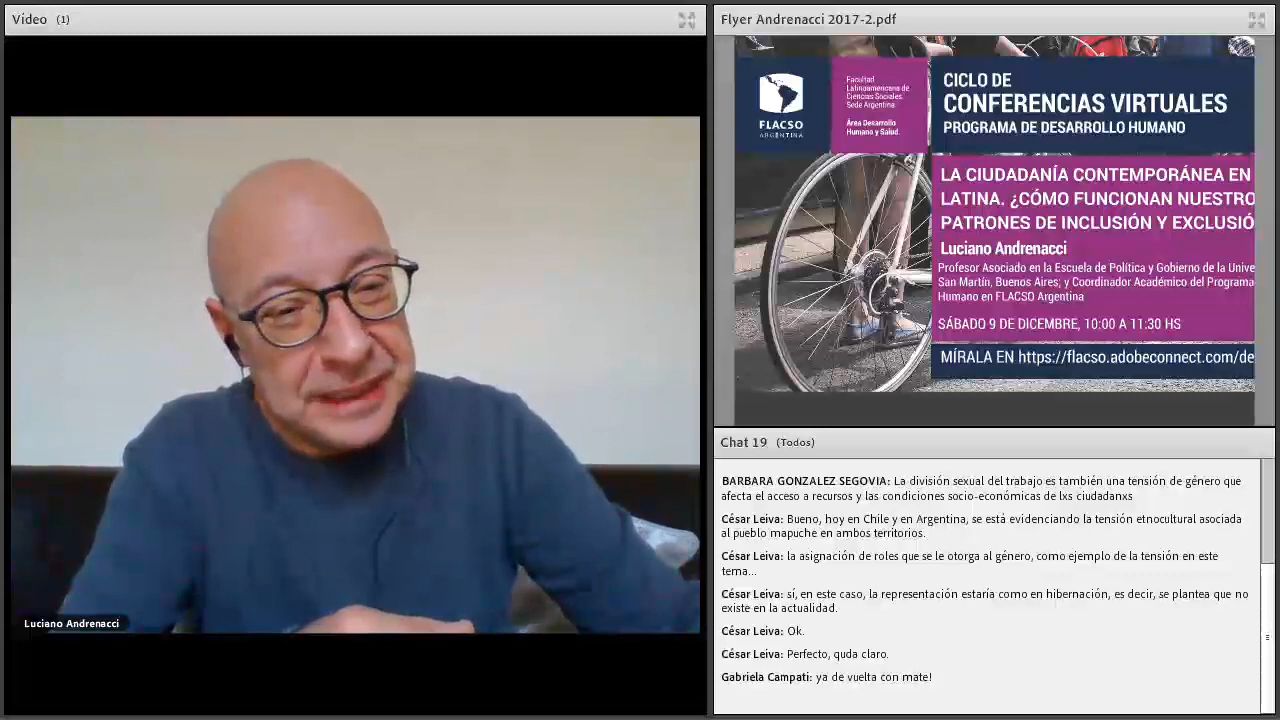 Vídeo (1)
Luciano Andrenacci
Flyer Andrenacci 2017-2.pdf
FLACSO
ARGENTINA
Facultad
Latinoamericana de
Ciencias Sociales.
Sede Argentina
Área Desarrollo
Humano y Salud.
CICLO DE
CONFERENCIAS VIRTUALES
PROGRAMA DE DESARROLLO HUMANO
LA CIUDADANÍA CONTEMPORÁNEA EN
LATINA. ¿CÓMO FUNCIONAN NUESTRO
PATRONES DE INCLUSIÓN Y EXCLUSIÓ
Luciano Andrenacci
Profesor Asociado en la Escuela de Política y Gobierno de la Unive
San Martín, Buenos Aires; y Coordinador Académico del Programa
Humano en FLACSO Argentina
SÁBADO 9 DE DICEMBRE, 10:00 A 11:30 HS
MÍRALA EN https://flacso.adobeconnect.com/de
Chat 19 (Todos)
BARBARA GONZALEZ SEGOVIA: La división sexual del trabajo es también una tensión de género que
afecta el acceso a recursos y las condiciones socio-económicas de lxs ciudadanxs
César Leiva: Bueno, hoy en Chile y en Argentina, se está evidenciando la tensión etnocultural asociada
al pueblo mapuche en ambos territorios.
César Leiva: la asignación de roles que se le otorga al género, como ejemplo de la tensión en este
tema...
César Leiva: sí, en este caso, la representación estaría como en hibernación, es decir, se plantea que no
existe en la actualidad.
César Leiva: Ok.
César Leiva: Perfecto, quda claro.
Gabriela Campati: ya de vuelta con mate!